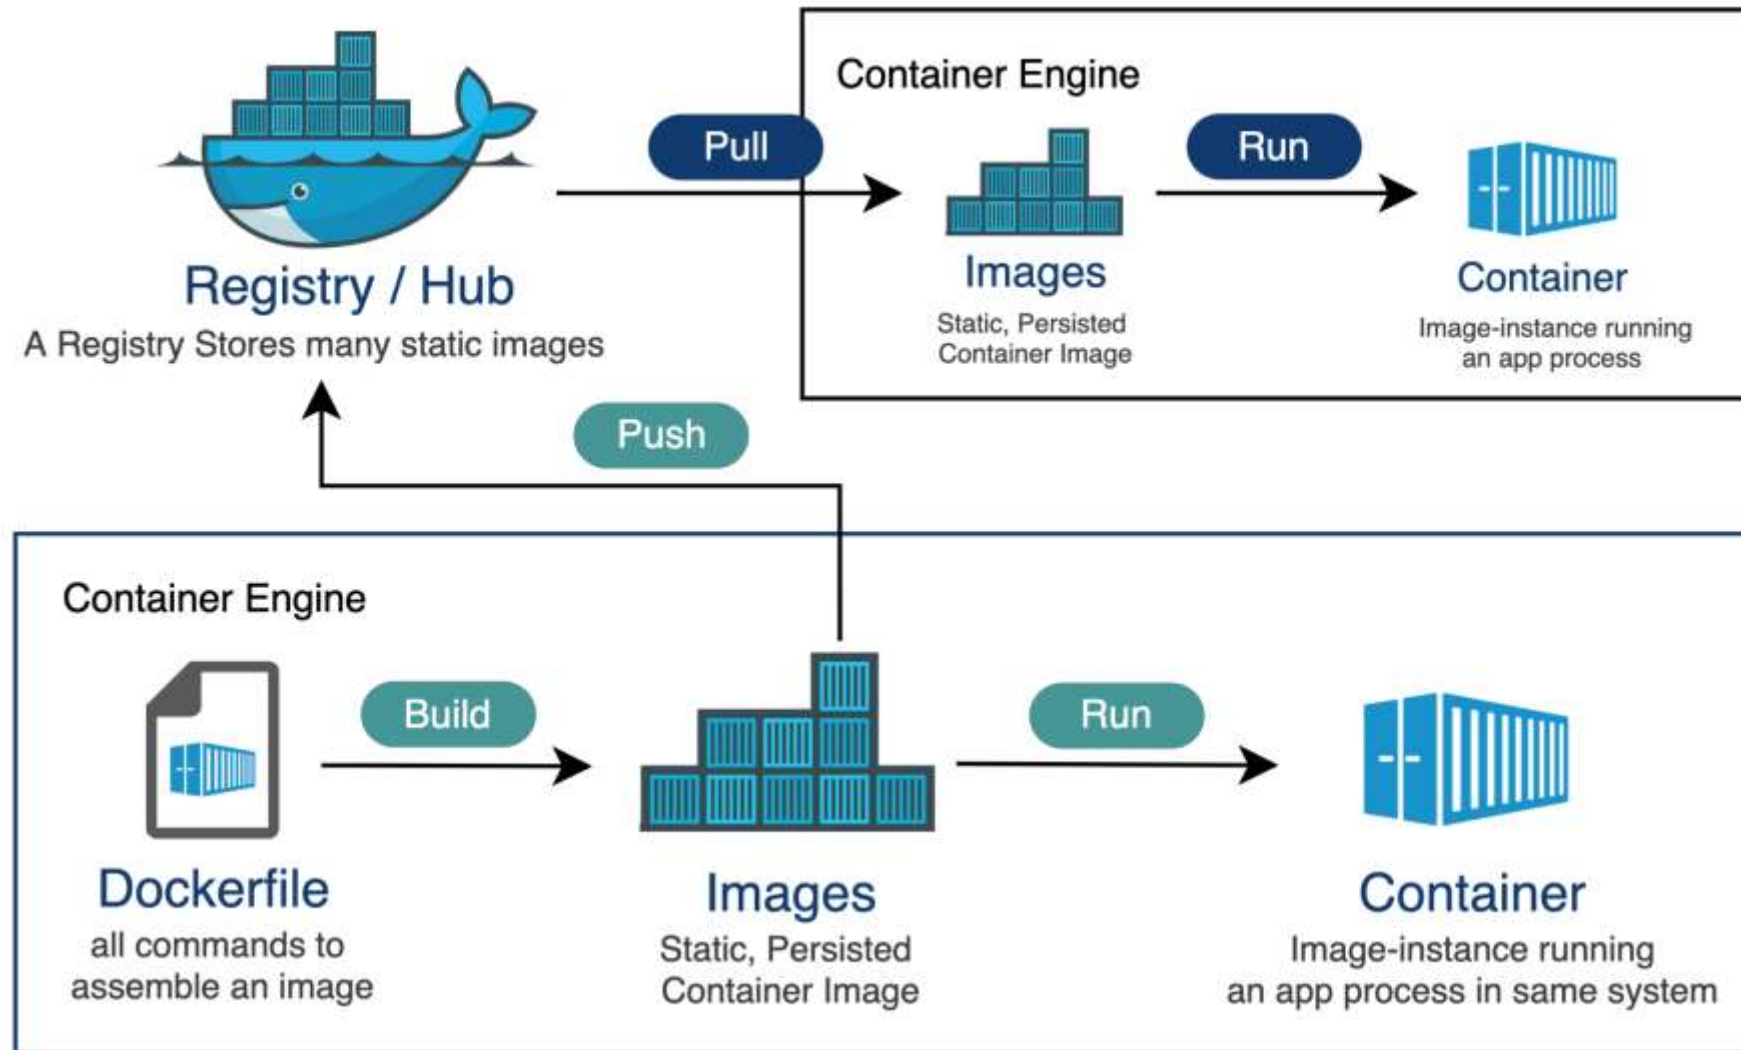 Container Engine
Pull
Run
Registry / Hub
A Registry Stores many static images
Images
Static, Persisted
Container Image
Container
Image-instance running
an app process
Push
Container Engine
Build
Run
Dockerfile
all commands to
assemble an image
Images
Static, Persisted
Container Image
Container
Image-instance running
an app process in same system